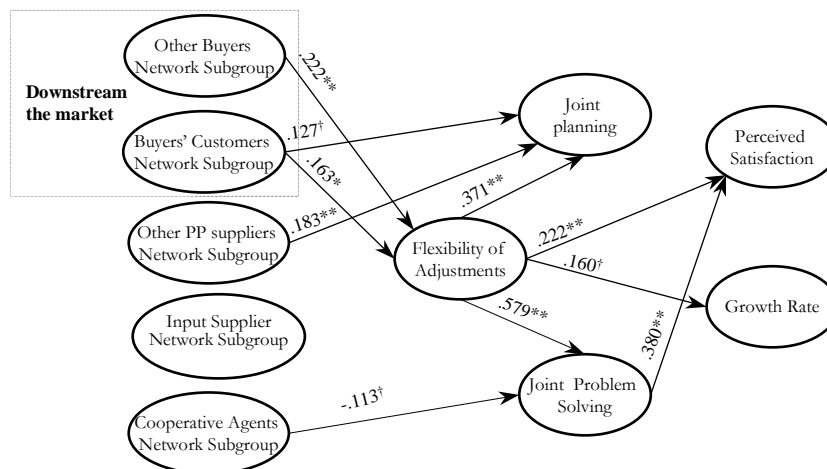 Other Buyers
Network Subgroup
Downstream
the market
Buyers' Customers
Network Subgroup
Other PP suppliers
Network Subgroup
Input Supplier
Network Subgroup
Cooperative Agents
Network Subgroup
.222**
.127†
.163*
.183**
-.113†
Joint
planning
.371**
Flexibility of
Adjustments
.579**
Joint Problem
Solving
.222**
.160†
.380**
Perceived
Satisfaction
Growth Rate